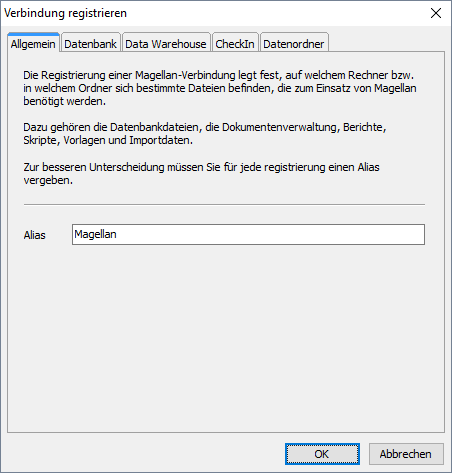 Verbindung registrieren
Allgemein Datenbank Data Warehouse CheckIn Datenordner
Die Registrierung einer Magellan-Verbindung legt fest, auf welchem Rechner bzw.
in welchem Ordner sich bestimmte Dateien befinden, die zum Einsatz von Magellan
benötigt werden.
Dazu gehören die Datenbankdateien, die Dokumentenverwaltung, Berichte,
Skripte, Vorlagen und Importdaten.
Zur besseren Unterscheidung müssen Sie für jede registrierung einen Alias
vergeben.
Alias Magellan
OK Abbrechen